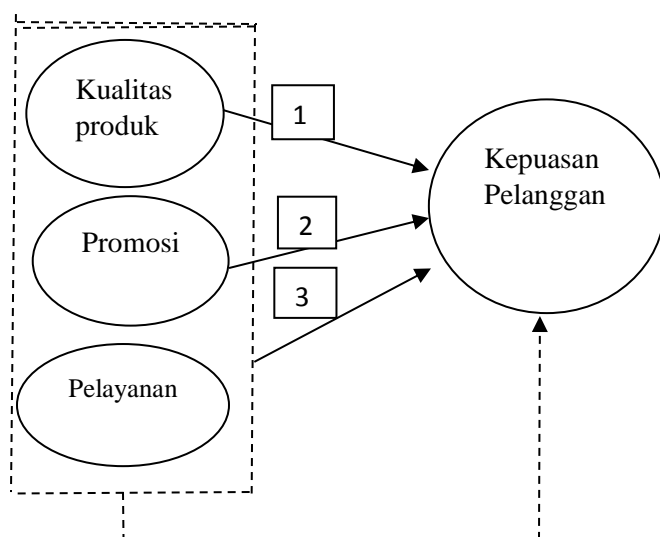 Kualitas
produk
1
Kepuasan
Pelanggan
Promosi
2
3
Pelayanan